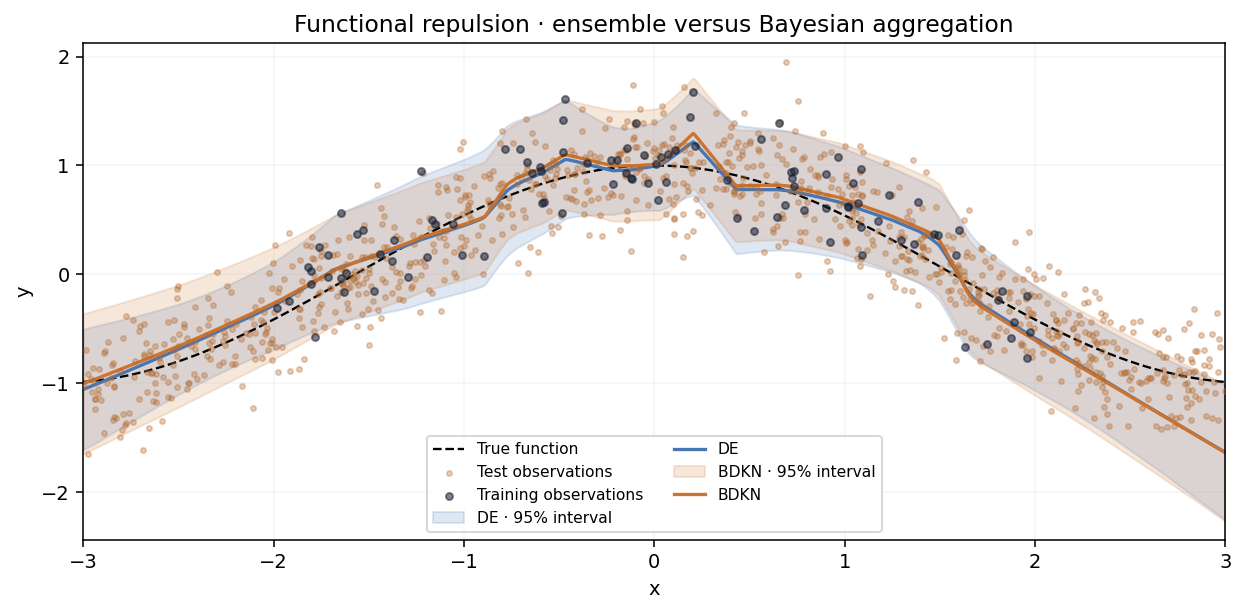 Functional repulsion · ensemble versus Bayesian aggregation
y
2
1
0
−1
−2
True function
Test observations
Training observations
DE · 95% interval
DE
BDKN · 95% interval
BDKN
−3
−2
−1
0
1
2
3
x